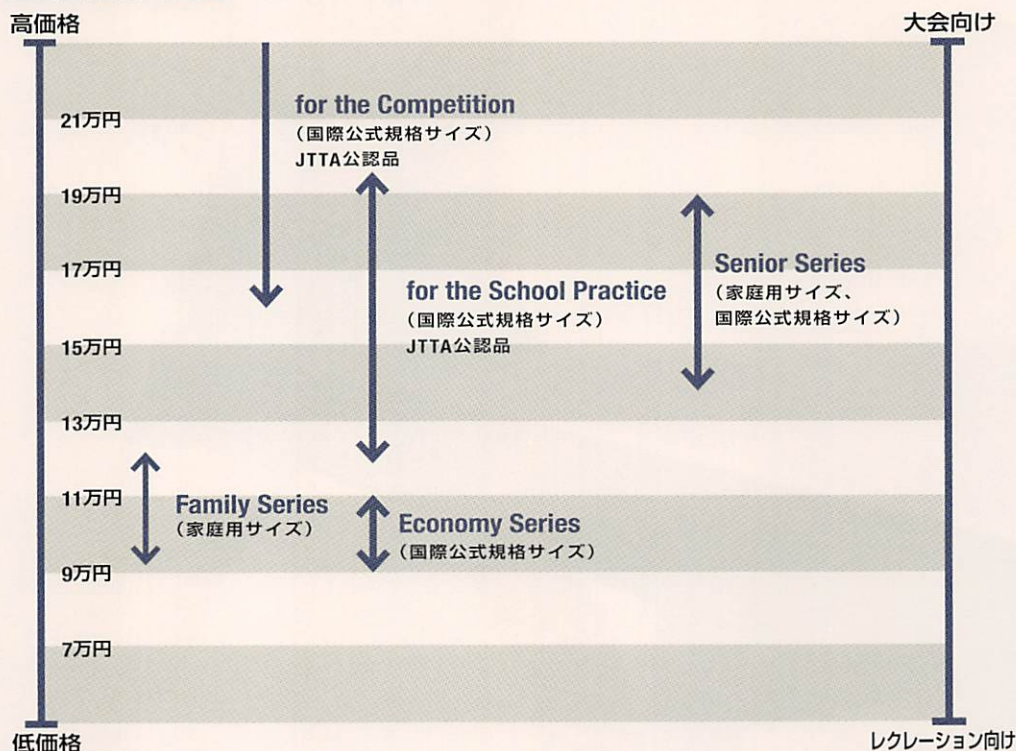 高価格
大会向け
for the Competition
（国際公式規格サイズ）
JTTA公認品
21万円
19万円
17万円
15万円
13万円
11万円
9万円
7万円
for the School Practice
（国際公式規格サイズ）
JTTA公認品
Senior Series
（家庭用サイズ、
国際公式規格サイズ）
Family Series
（家庭用サイズ）
Economy Series
（国際公式規格サイズ）
低価格
レクレーション向け